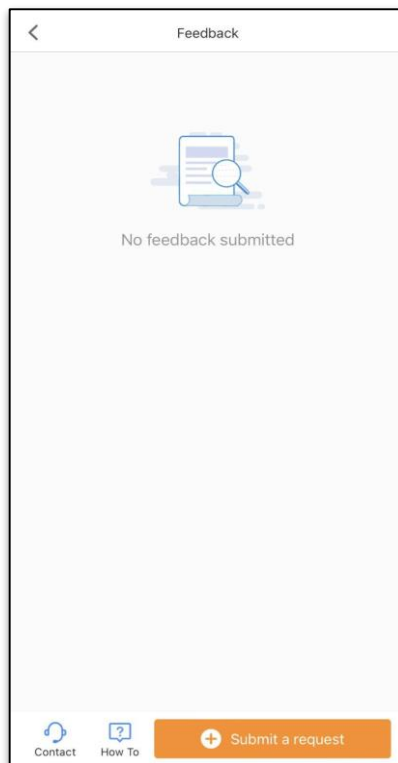 Feedback
No feedback submitted
Contact
How To
Submit a request